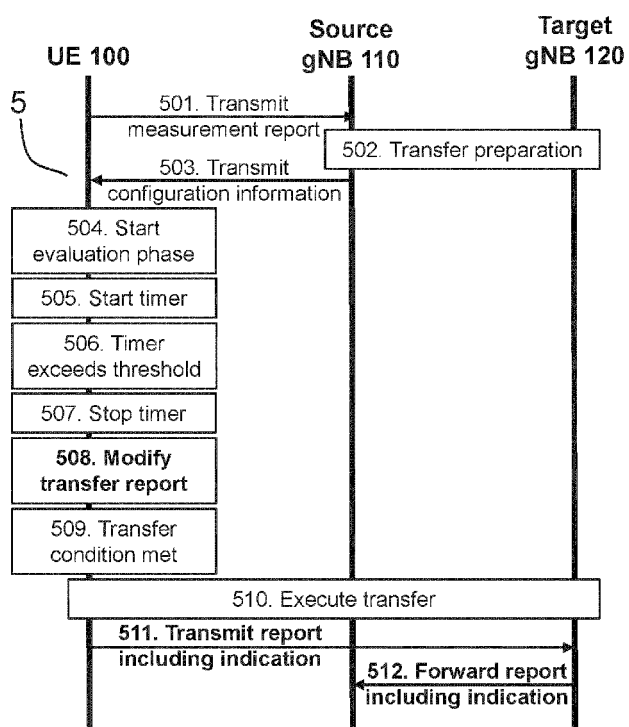 UE 100
Source
gNB 110
Target
gNB 120
5
501. Transmit
measurement report
502. Transfer preparation
503. Transmit
configuration information
504. Start
evaluation phase
505. Start timer
506. Timer
exceeds threshold
507. Stop timer
508. Modify
transfer report
509. Transfer
condition met
510. Execute transfer
511. Transmit report
including indication
512. Forward report
including indication